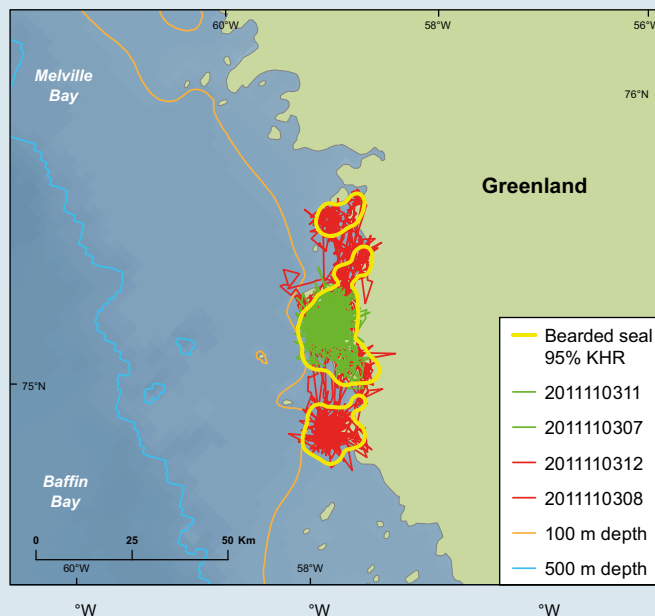 60°W
58°W
56°W
Melville
Bay
76°N
Greenland
Bearded seal
95% KHR
2011110311
2011110307
2011110312
2011110308
100 m depth
500 m depth
75°N
Baffin
Bay
0 25 50 Km
60°W
58°W
°W °W °W